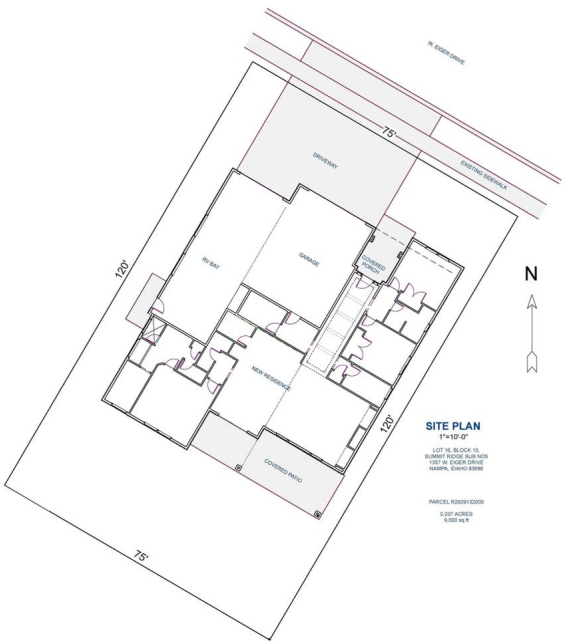 W. EIGER DRIVE
75'
EXISTING SIDEWALK
DRIVEWAY
120'
RV BAY
GARAGE
COVERED
PORCH
N
NEW RESIDENCE
120'
COVERED PATIO
75'
SITE PLAN
1"=10'-0"
LOT 16, BLOCK 10,
SUMMIT RIDGE SUB NO5
1357 W. EIGER DRIVE
NAMPA, IDAHO 83686
PARCEL R2929132000
0.207 ACRES
9,000 sq ft